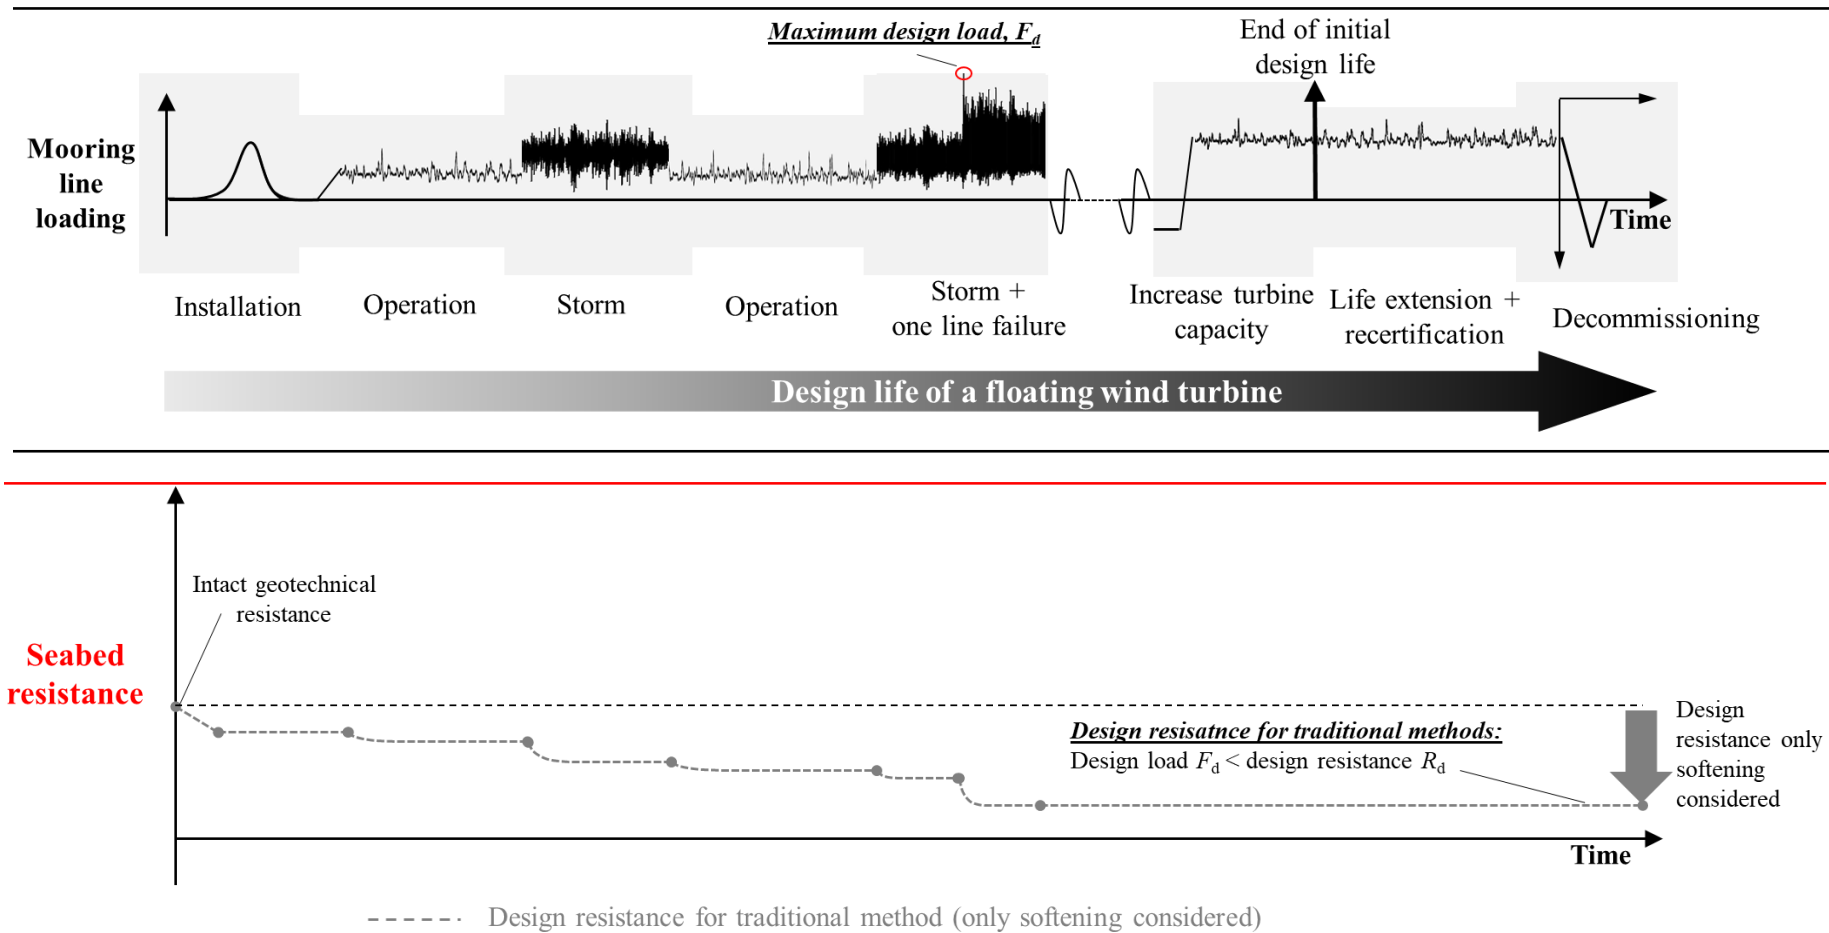 Maximum design load, Fd
End of initial
design life
Mooring
line
loading
Time
Installation
Operation
Storm
Operation
Storm +
one line failure
Increase turbine
capacity
Life extension +
recertification
Decommissioning
Design life of a floating wind turbine
Intact geotechnical
resistance
Seabed
resistance
Design resisatnce for traditional methods:
Design load Fd < design resistance Rd
Design
resistance only
softening
considered
Time
Design resistance for traditional method (only softening considered)